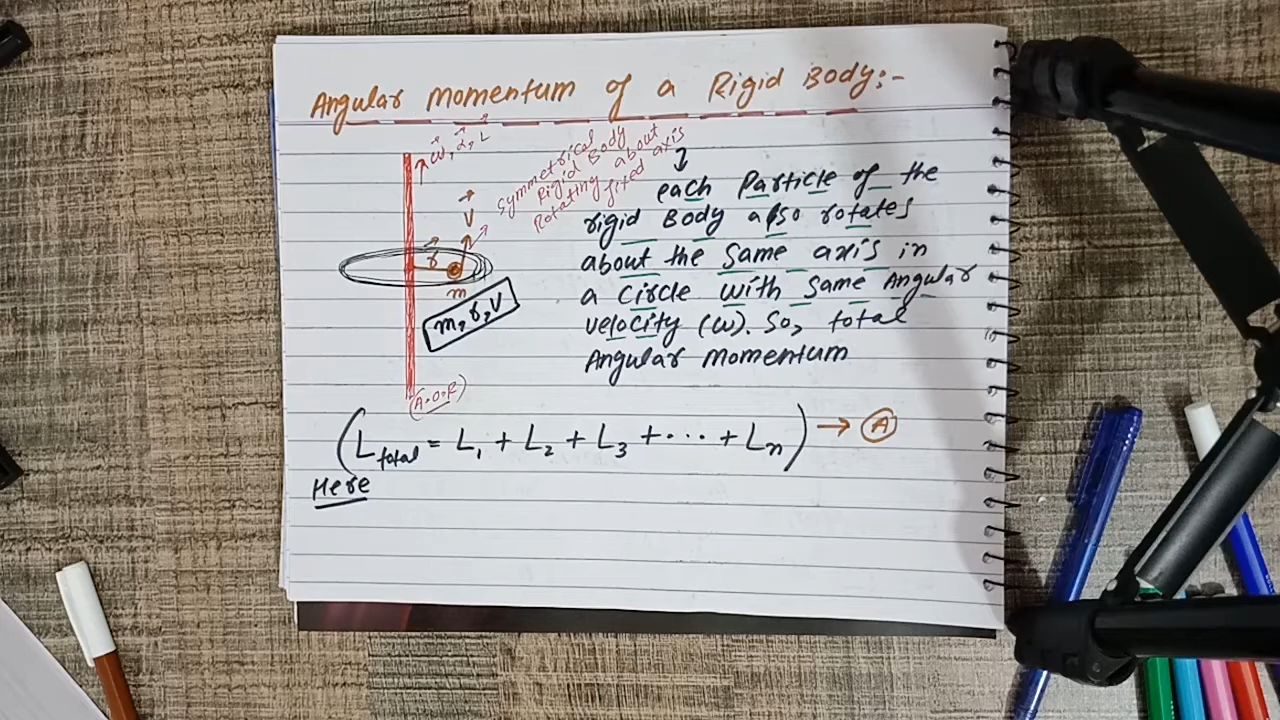 Angular Momentum of a Rigid Body:-
ω, α, L
Symmetrical
Rigid Body
Rotating about
fixed axis
V
r
m
m, r, V
(A.O.R)
each Particle of the
rigid Body also rotates
about the same axis in
a circle with same Angular
velocity (ω). So, total
Angular momentum
(L total = L1 + L2 + L3 + ... + Ln) → A
Here